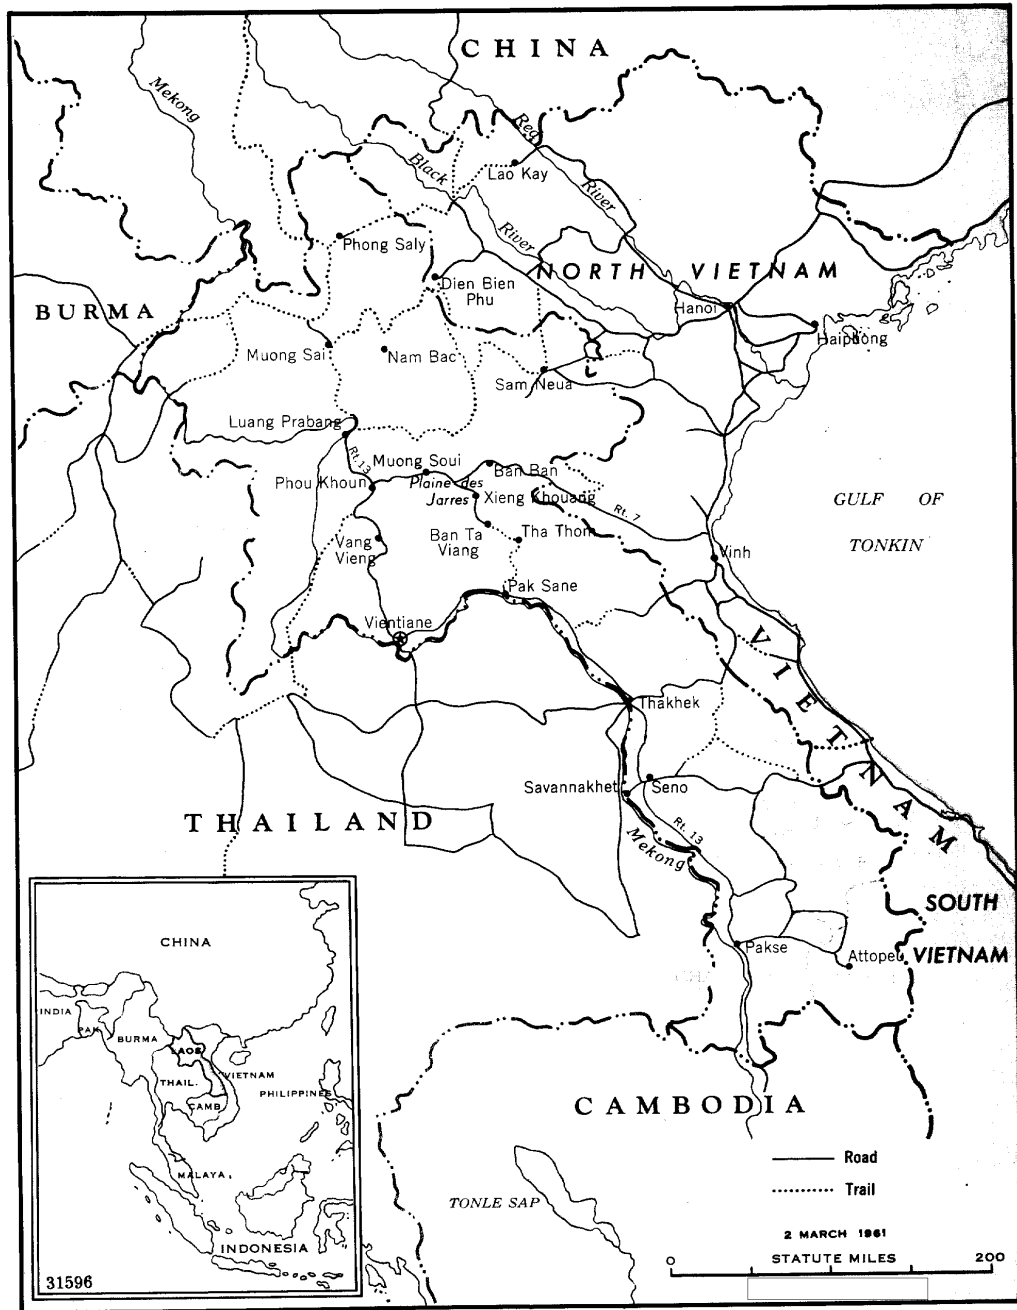 CHINA
Mekong
Red
Lao Kay
Black
River
River
Phong Saly
NORTH VIETNAM
Dien Bien
Phu
BURMA
Hanoi
Haiphong
Muong Sai
Nam Bac
Sam Neua
Luang Prabang
Rt. 13
Muong Soui
Ban Ban
Phou Khoun
Plaine des
Jarres
Xieng Khouang
Rt. 7
GULF OF
TONKIN
Vang
Vieng
Ban Ta
Viang
Tha Thom
Vinh
Pak Sane
Vientiane
VIETNAM
Thakhek
Savannakhet
Seno
THAILAND
Rt. 13
Mekong
SOUTH
VIETNAM
Pakse
Attopeu
CHINA
INDIA
PAK.
BURMA
LAOS
THAIL.
VIETNAM
CAMB.
PHILIPPINES
MALAYA
INDONESIA
31596
CAMBODIA
TONLE SAP
Road
Trail
2 MARCH 1961
0 STATUTE MILES 200